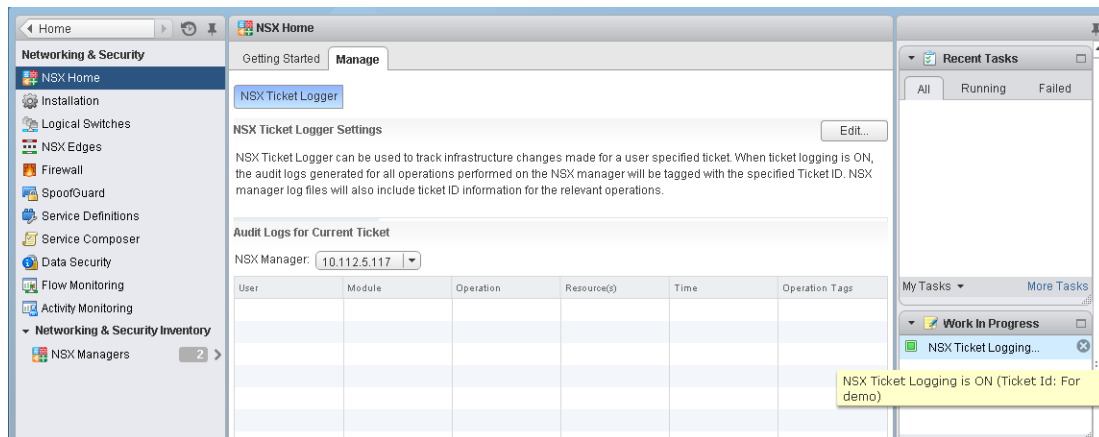 Home
Networking & Security
NSX Home
Installation
Logical Switches
NSX Edges
Firewall
SpoofGuard
Service Definitions
Service Composer
Data Security
Flow Monitoring
Activity Monitoring
Networking & Security Inventory
NSX Managers 2
NSX Home
Getting Started Manage
NSX Ticket Logger
NSX Ticket Logger Settings Edit...
NSX Ticket Logger can be used to track infrastructure changes made for a user specified ticket. When ticket logging is ON,
the audit logs generated for all operations performed on the NSX manager will be tagged with the specified Ticket ID. NSX
manager log files will also include ticket ID information for the relevant operations.
Audit Logs for Current Ticket
NSX Manager: 10.112.5.117
User Module Operation Resource(s) Time Operation Tags
Recent Tasks
All Running Failed
My Tasks More Tasks
Work In Progress
NSX Ticket Logging...
NSX Ticket Logging is ON (Ticket Id: For
demo)